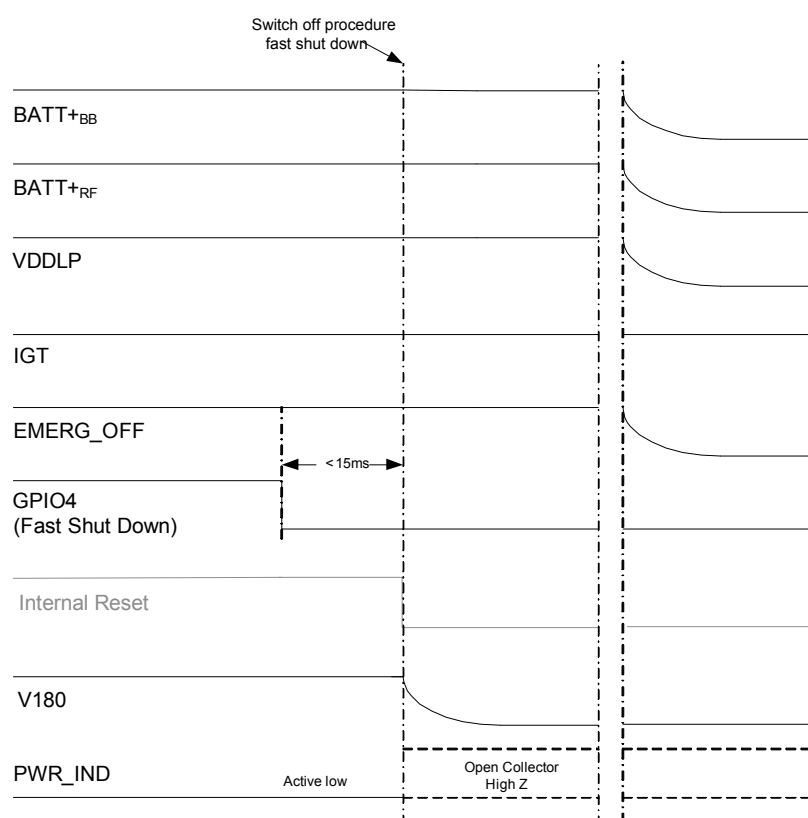 Switch off procedure
fast shut down
BATT+BB
BATT+RF
VDDLP
IGT
EMERG_OFF
< 15ms
GPIO4
(Fast Shut Down)
Internal Reset
V180
PWR_IND
Active low
Open Collector
High Z